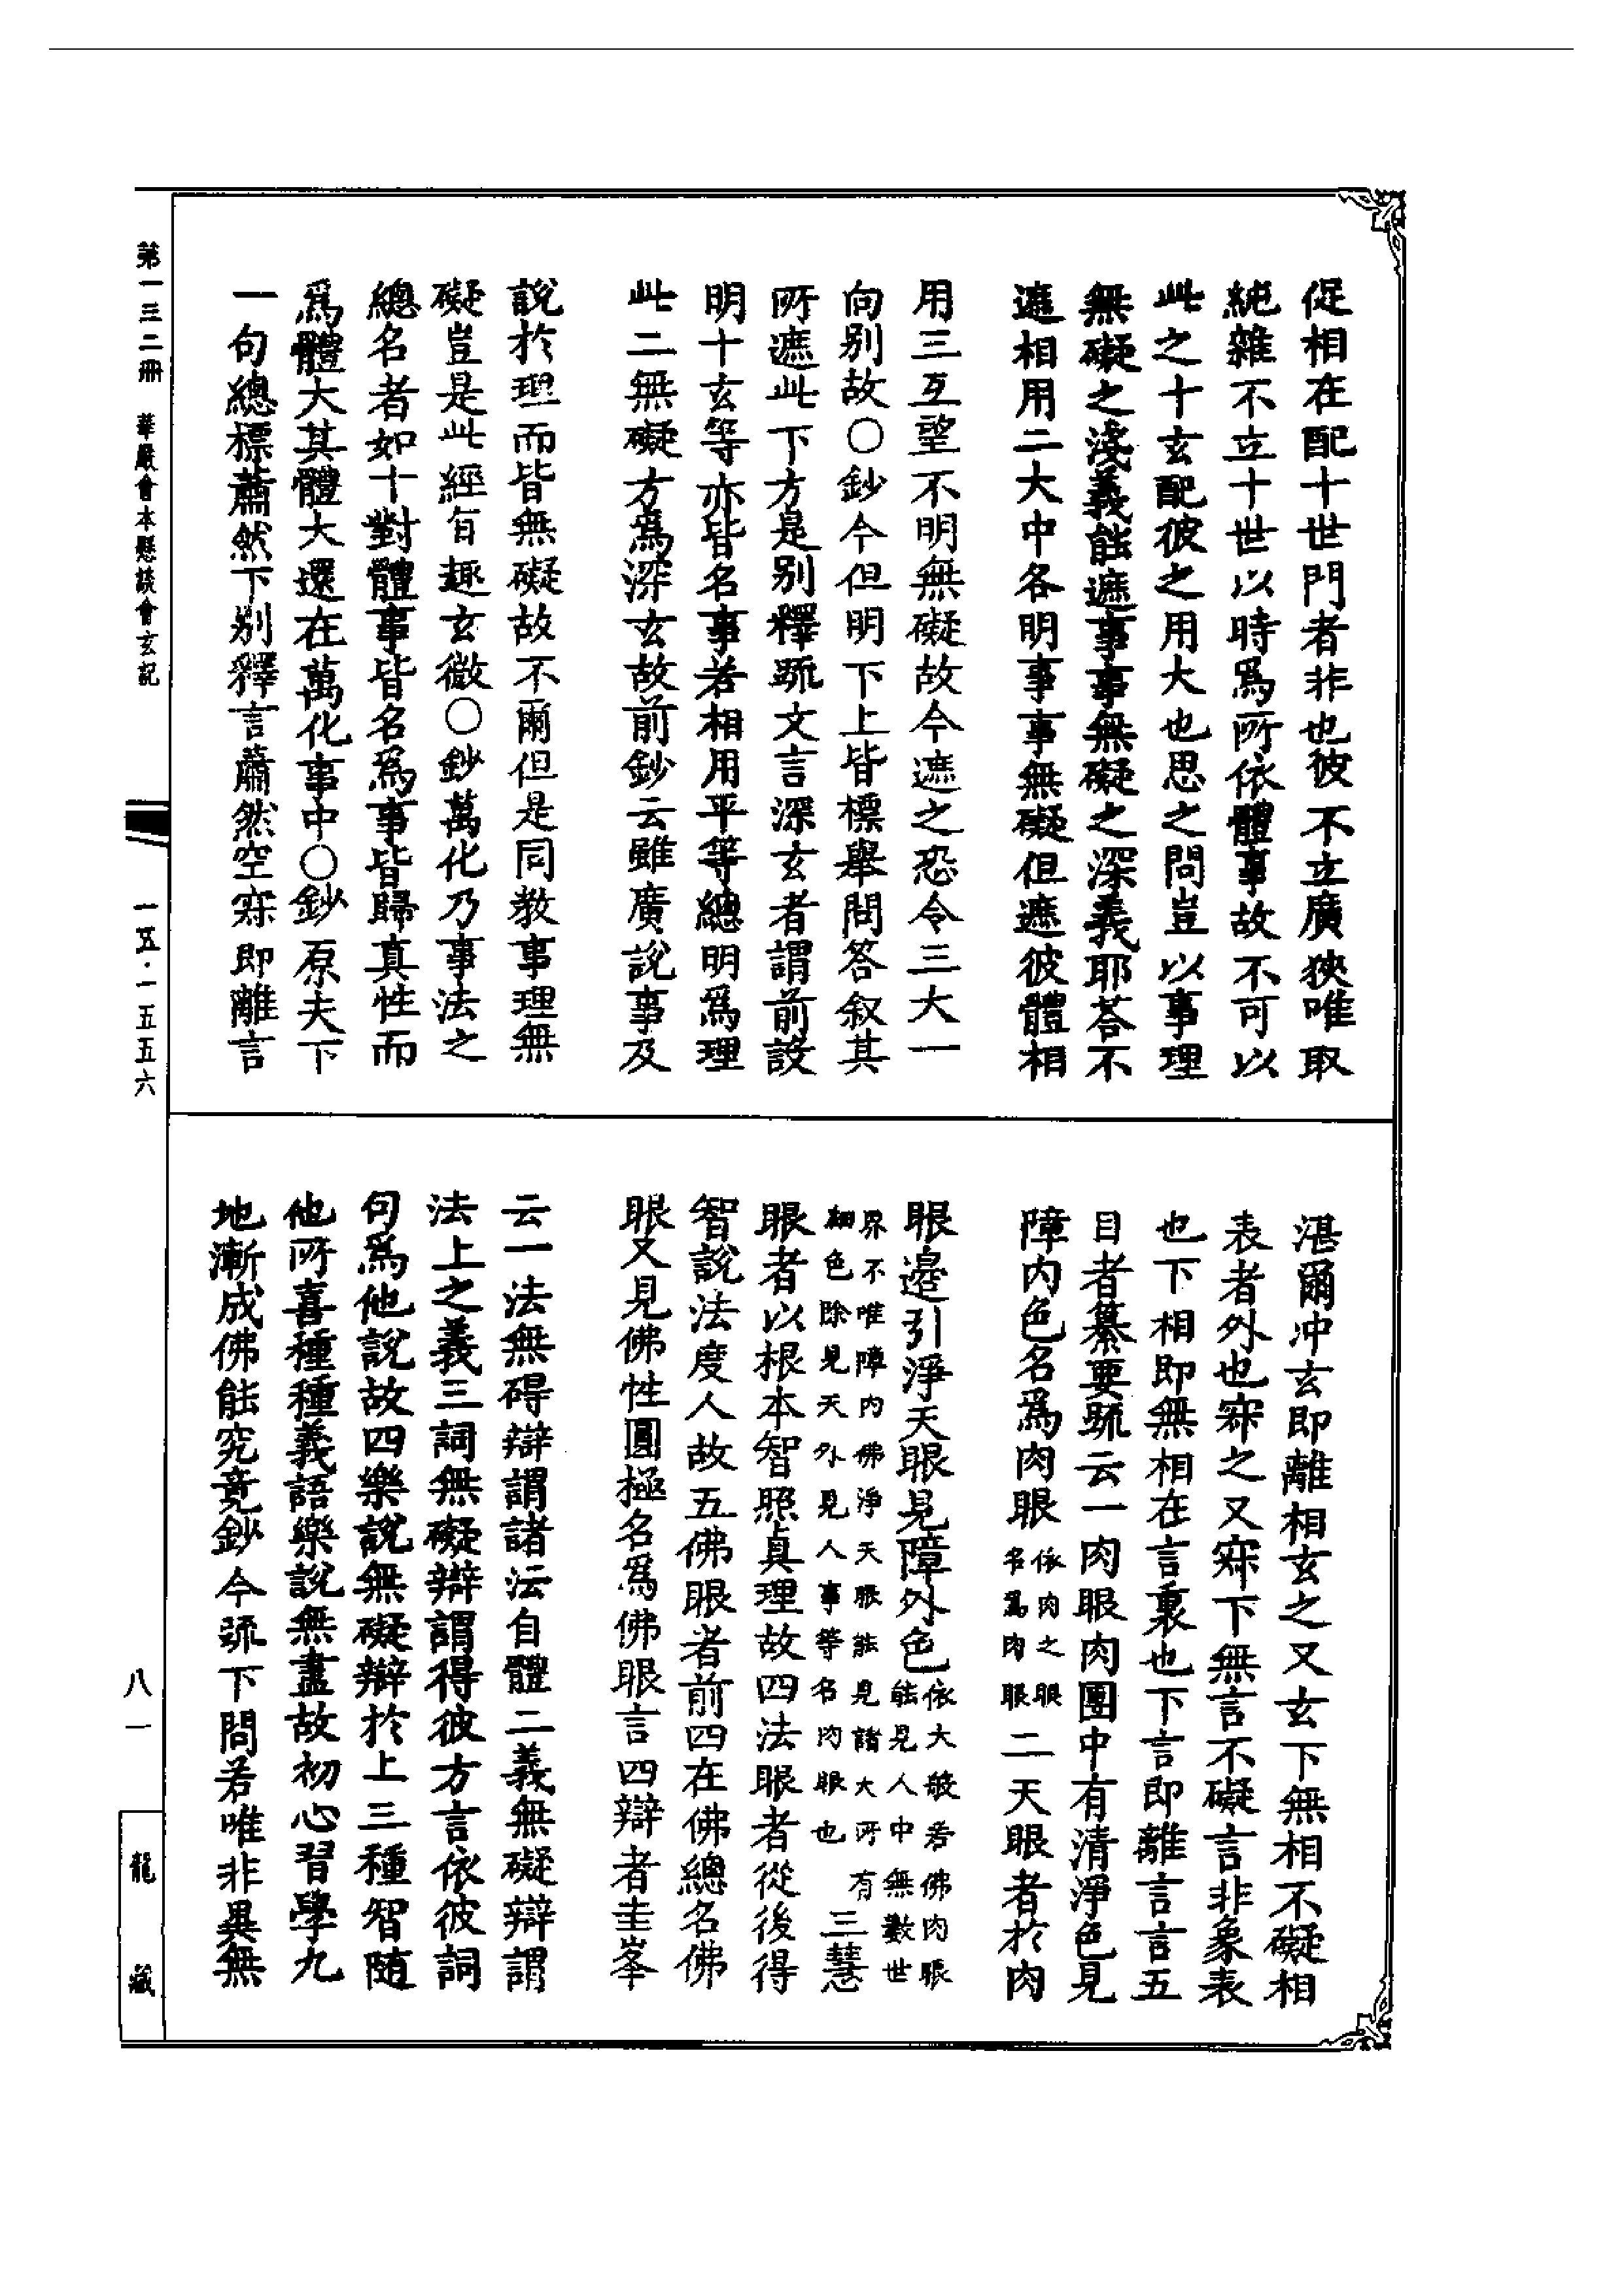 促相在配十世門者非也彼不立廣狹唯取
純雜不立十世以時爲所依體事故不可以
此之十玄配彼之用大也思之問豈以事理
無礙之淺義能遮事事無礙之深義耶荅不
遮相用二大中各明事事無礙但遮彼體相
用三互望不明無礙故今遮之恐令三大一
向别故〇鈔今但明下上皆標舉問答叙其
所遮此下方是别釋䟽文言深玄者謂前設
明十玄等亦皆名事若相用平等總明爲理
此二無礙方爲深玄故前鈔云雖廣說事及
說於理而皆無礙故不爾但是同教事理無
礙豈是此經有趣玄微〇鈔萬化乃事法之
總名者如十對體事皆名爲事皆歸真性而
爲體大其體大還在萬化事中〇鈔原夫下
一句總標蕭然下别釋言蕭然空寂即離言
湛爾冲玄即離相玄之又玄下無相不礙相
表者外也寂之又寂下無言不礙言非象表
也下相即無相在言裏也下言即離言言五
目者纂要䟽云一肉眼肉團中有清淨色見
障内色名爲肉眼依肉之眼名爲肉眼二天眼者於肉
眼邊引淨天眼見障外色依大般若佛肉眼能見人中無數世
界不唯障内佛淨天眼能見諸大所有細色除見天外見人事等名肉眼也三慧
眼者以根本智照真理故四法眼者從後得
智說法度人故五佛眼者前四在佛總名佛
眼又見佛性圓極名爲佛眼言四辯者圭峯
云一法無碍辯謂諸法自體二義無礙辯謂
法上之義三詞無礙辯謂得彼方言依彼詞
句爲他說故四樂說無礙辯於上三種智随
他所喜種種義語樂說無盡故初心習學九
地漸成佛能究竟鈔今䟽下問若唯非異無
第一三二冊　華嚴會本懸談會玄記
一五·一五五六
八一
龍藏